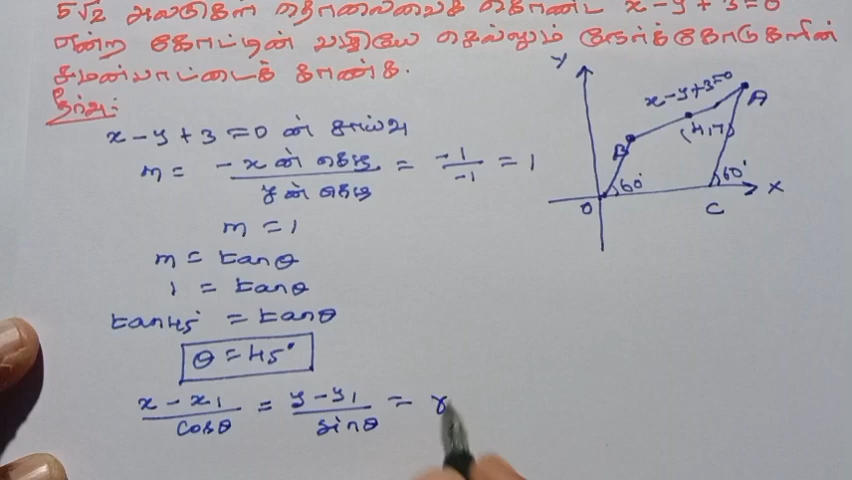 5√2 அலகுகள் தொலைவைக் கொண்ட x-y+3=0
என்ற கோட்டின் வழியே செல்லும் நேர்க்கோடுகளின்
சமன்பாட்டைக் காண்க.
தீர்வு:
x-y+3=0 ன் சாய்வு
m = -x ன் கெழு / y ன் கெழு = -1/-1 = 1
m = 1
m = tanθ
1 = tanθ
tan45° = tanθ
θ = 45°
x-x₁/cosθ = y-y₁/sinθ = r
Y
x-y+3=0
A
(4,7)
B
60°
60°
X
O
C